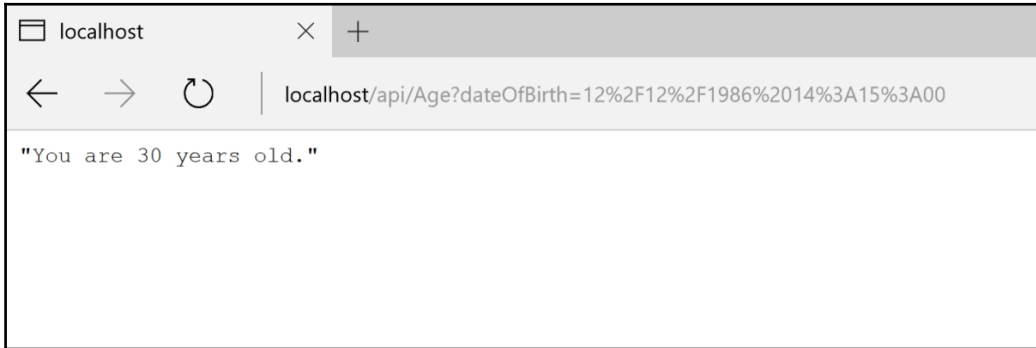 localhost
localhost/api/Age?dateOfBirth=12%2F12%2F1986%2014%3A15%3A00
"You are 30 years old."